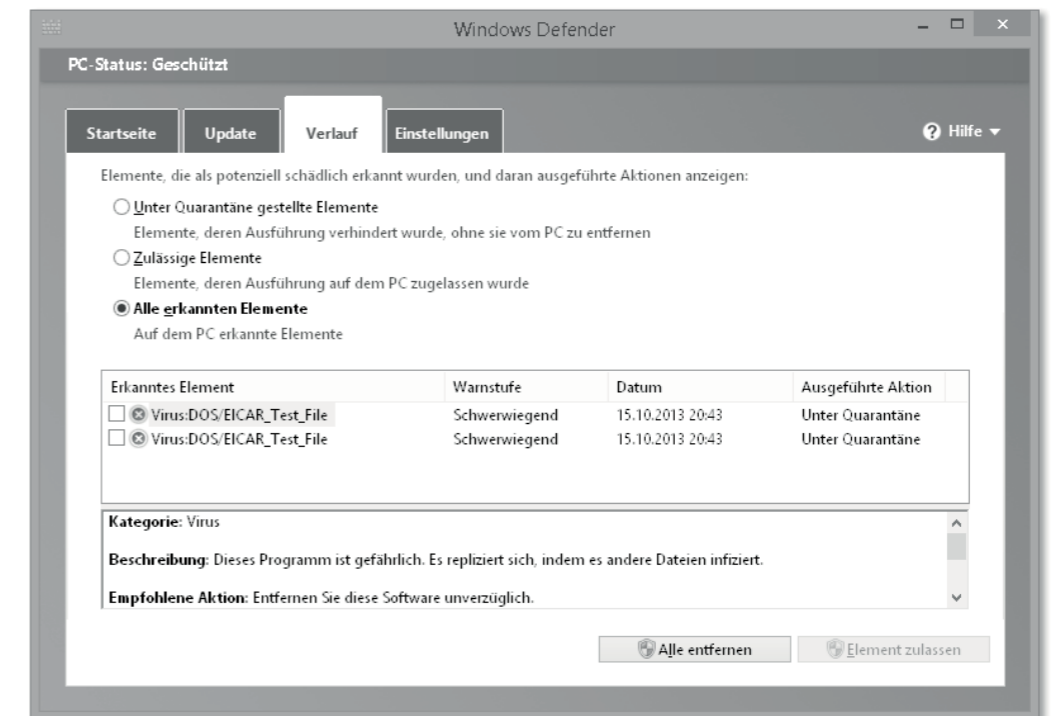 Windows Defender
PC-Status: Geschützt
Startseite Update Verlauf Einstellungen Hilfe
Elemente, die als potenziell schädlich erkannt wurden, und daran ausgeführte Aktionen anzeigen:
Unter Quarantäne gestellte Elemente
Elemente, deren Ausführung verhindert wurde, ohne sie vom PC zu entfernen
Zulässige Elemente
Elemente, deren Ausführung auf dem PC zugelassen wurde
Alle erkannten Elemente
Auf dem PC erkannte Elemente
Erkanntes Element Warnstufe Datum Ausgeführte Aktion
Virus:DOS/EICAR_Test_File Schwerwiegend 15.10.2013 20:43 Unter Quarantäne
Virus:DOS/EICAR_Test_File Schwerwiegend 15.10.2013 20:43 Unter Quarantäne
Kategorie: Virus
Beschreibung: Dieses Programm ist gefährlich. Es repliziert sich, indem es andere Dateien infiziert.
Empfohlene Aktion: Entfernen Sie diese Software unverzüglich.
Alle entfernen Element zulassen